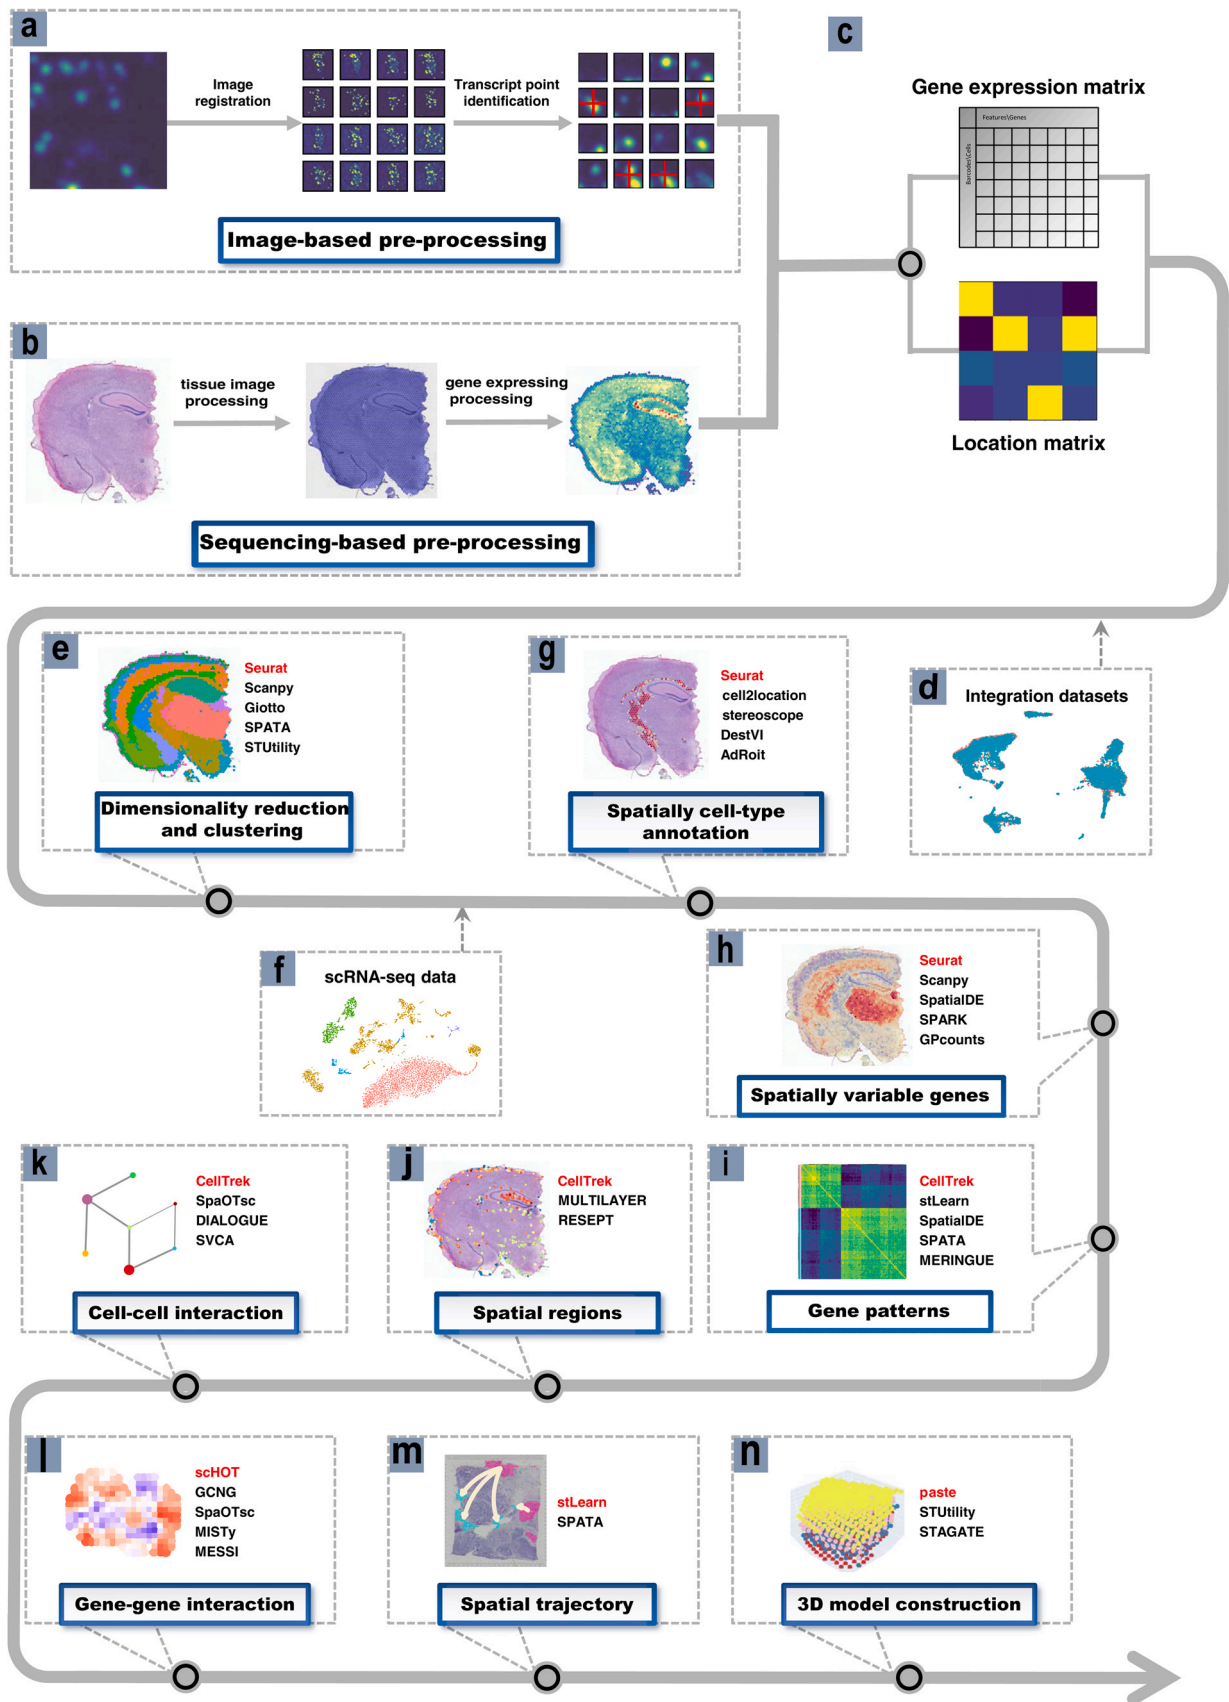 a
Image
registration
Transcript point
identification
Image-based pre-processing
b
tissue image
processing
gene expressing
processing
Sequencing-based pre-processing
c
Gene expression matrix
Features\Genes
Barcodes\Cells
Location matrix
d
Integration datasets
e
Seurat
Scanpy
Giotto
SPATA
STUtility
Dimensionality reduction
and clustering
g
Seurat
cell2location
stereoscope
DestVI
AdRoit
Spatially cell-type
annotation
f
scRNA-seq data
h
Seurat
Scanpy
SpatialDE
SPARK
GPcounts
Spatially variable genes
k
CellTrek
SpaOTsc
DIALOGUE
SVCA
Cell-cell interaction
j
CellTrek
MULTILAYER
RESEPT
Spatial regions
i
CellTrek
stLearn
SpatialDE
SPATA
MERINGUE
Gene patterns
l
scHOT
GCNG
SpaOTsc
MISTy
MESSI
Gene-gene interaction
m
stLearn
SPATA
Spatial trajectory
n
paste
STUtility
STAGATE
3D model construction